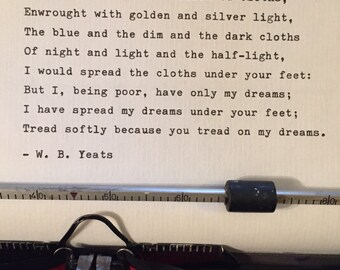 Enwrought with golden and silver light,
The blue and the dim and the dark cloths
Of night and light and the half-light,
I would spread the cloths under your feet:
But I, being poor, have only my dreams;
I have spread my dreams under your feet;
Tread softly because you tread on my dreams.
- W. B. Yeats